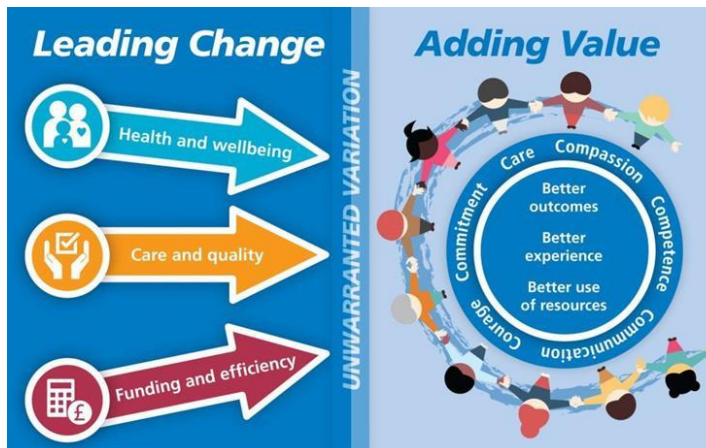 Leading Change
Adding Value
Health and wellbeing
Care and quality
Funding and efficiency
£
UNWARRANTED VARIATION
Care Compassion Competence Communication Courage Commitment
Better
outcomes
Better
experience
Better use
of resources